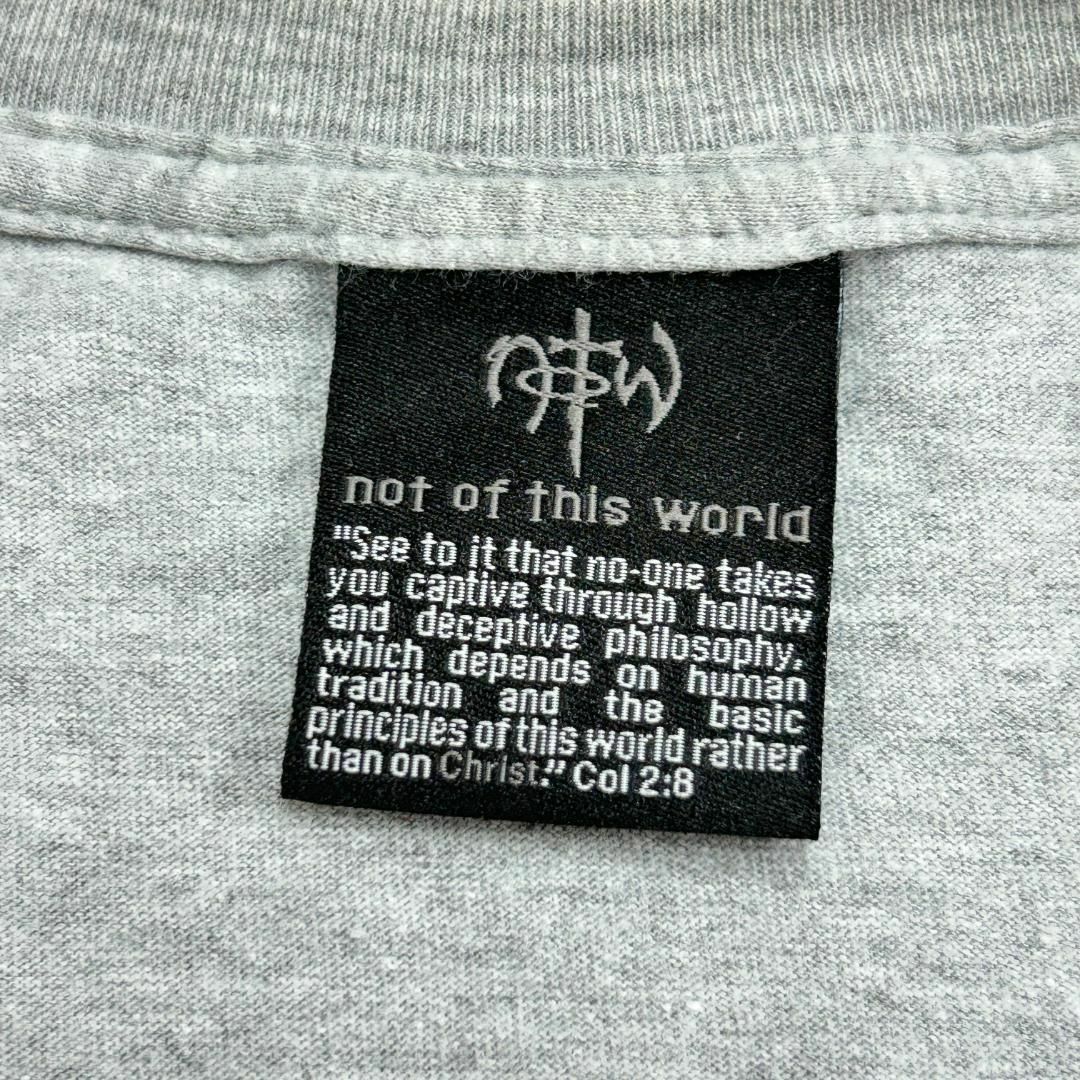 notw
not of this world
"See to it that no-one takes
you captive through hollow
and deceptive philosophy,
which depends on human
tradition and the basic
principles of this world rather
than on Christ." Col 2:8